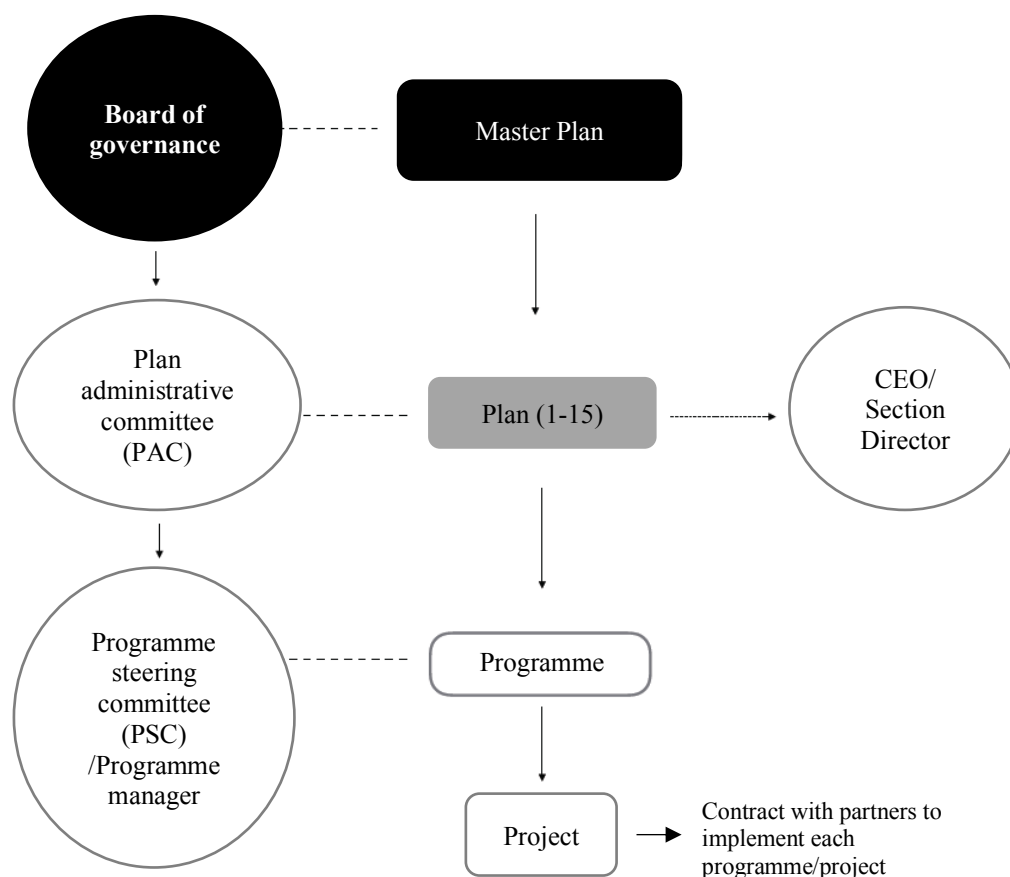 Board of
governance
Master Plan
Plan
administrative
committee
(PAC)
Plan (1-15)
CEO/
Section
Director
Programme
steering
committee
(PSC)
/Programme
manager
Programme
Project
Contract with partners to
implement each
programme/project